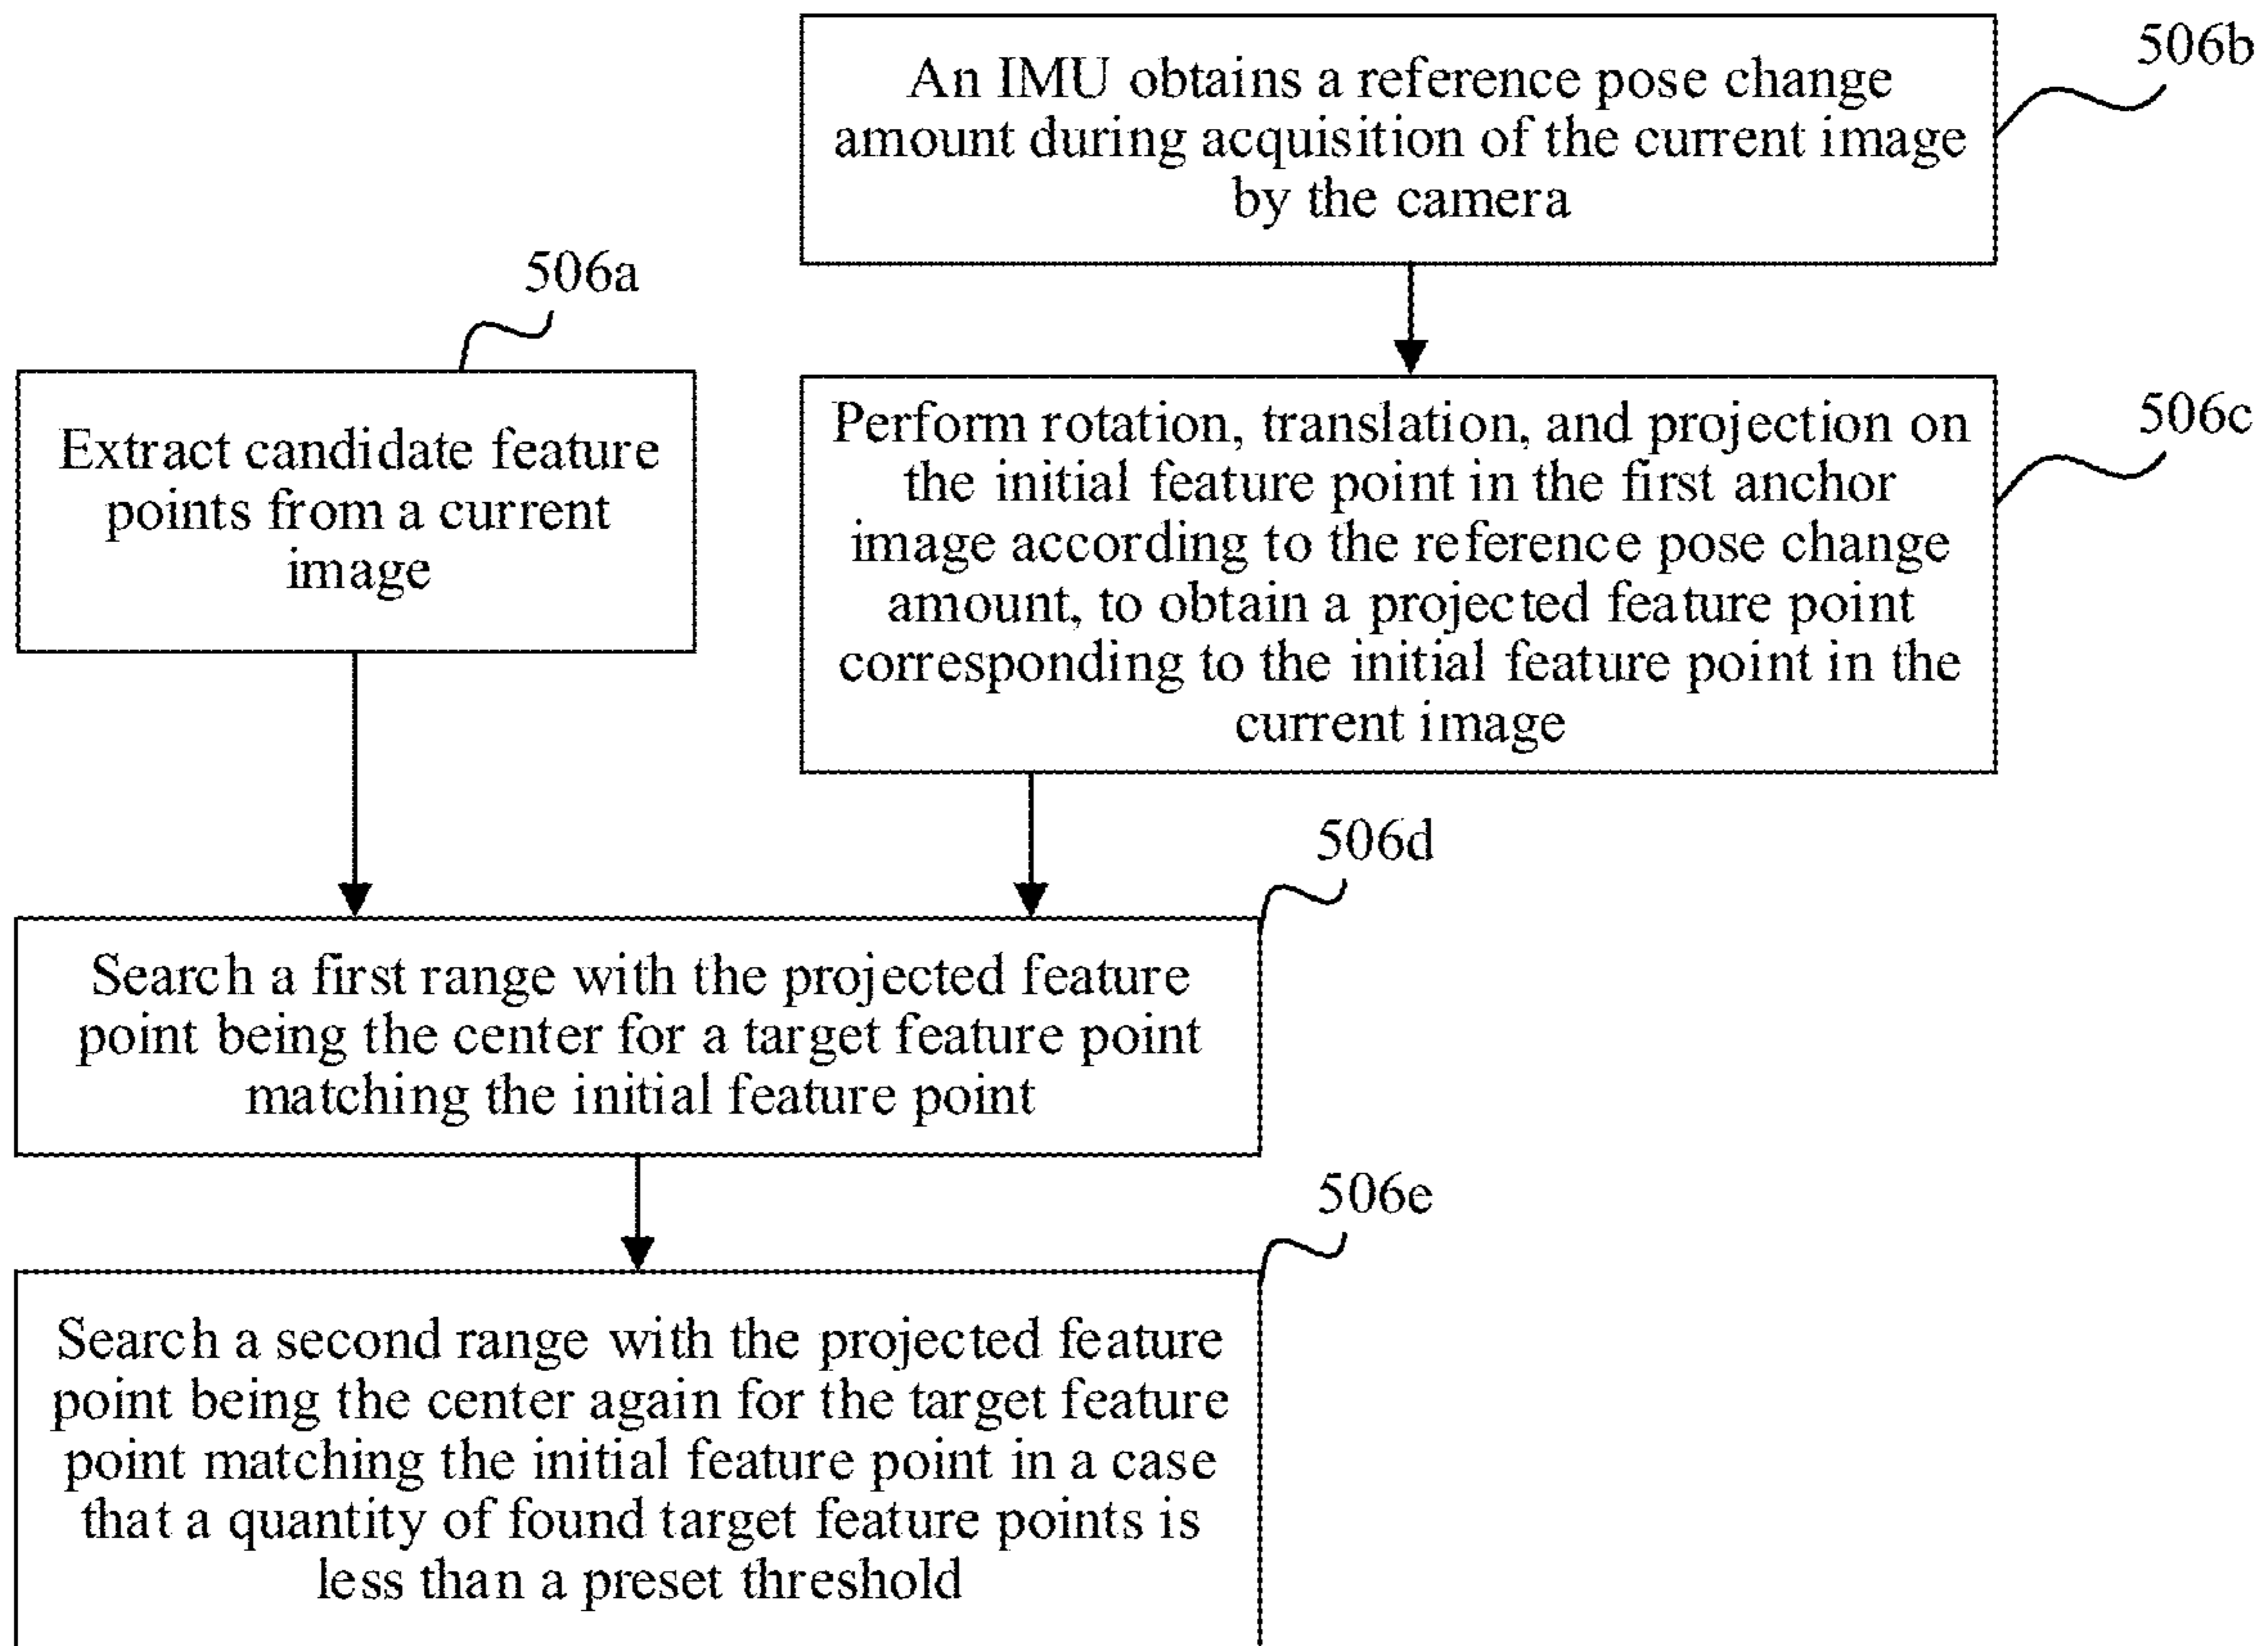 506b
An IMU obtains a reference pose change
amount during acquisition of the current image
by the camera
506a
Extract candidate feature
points from a current
image
506c
Perform rotation, translation, and projection on
the initial feature point in the first anchor
image according to the reference pose change
amount, to obtain a projected feature point
corresponding to the initial feature point in the
current image
506d
Search a first range with the projected feature
point being the center for a target feature point
matching the initial feature point
506e
Search a second range with the projected feature
point being the center again for the target feature
point matching the initial feature point in a case
that a quantity of found target feature points is
less than a preset threshold